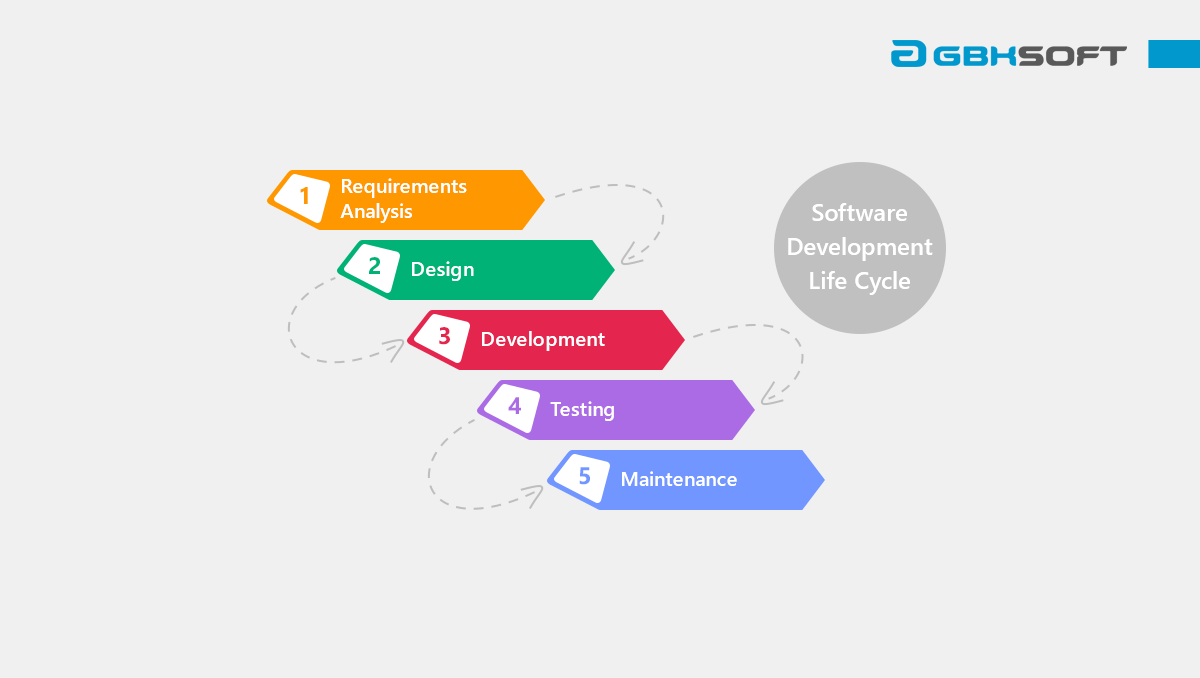 GBKSOFT
1
Requirements
Analysis
2
Design
3
Development
4
Testing
5
Maintenance
Software
Development
Life Cycle